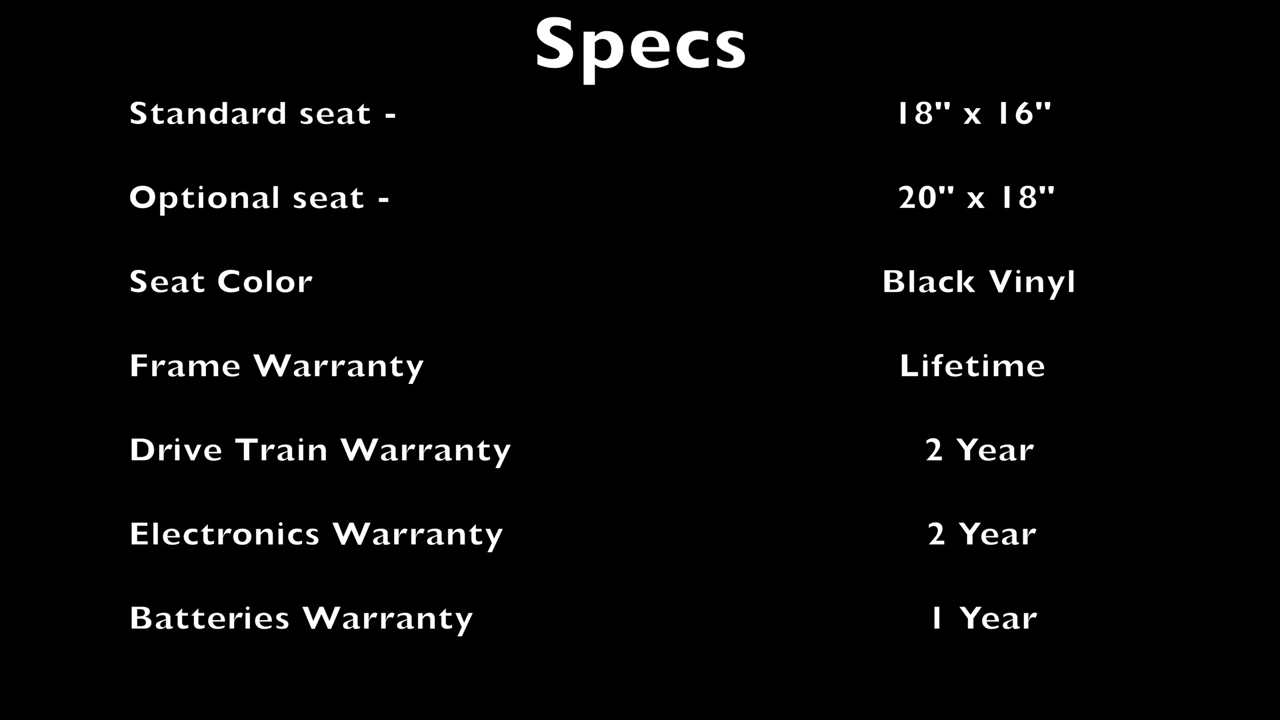 Specs
Standard seat - 18" x 16"
Optional seat - 20" x 18"
Seat Color Black Vinyl
Frame Warranty Lifetime
Drive Train Warranty 2 Year
Electronics Warranty 2 Year
Batteries Warranty 1 Year